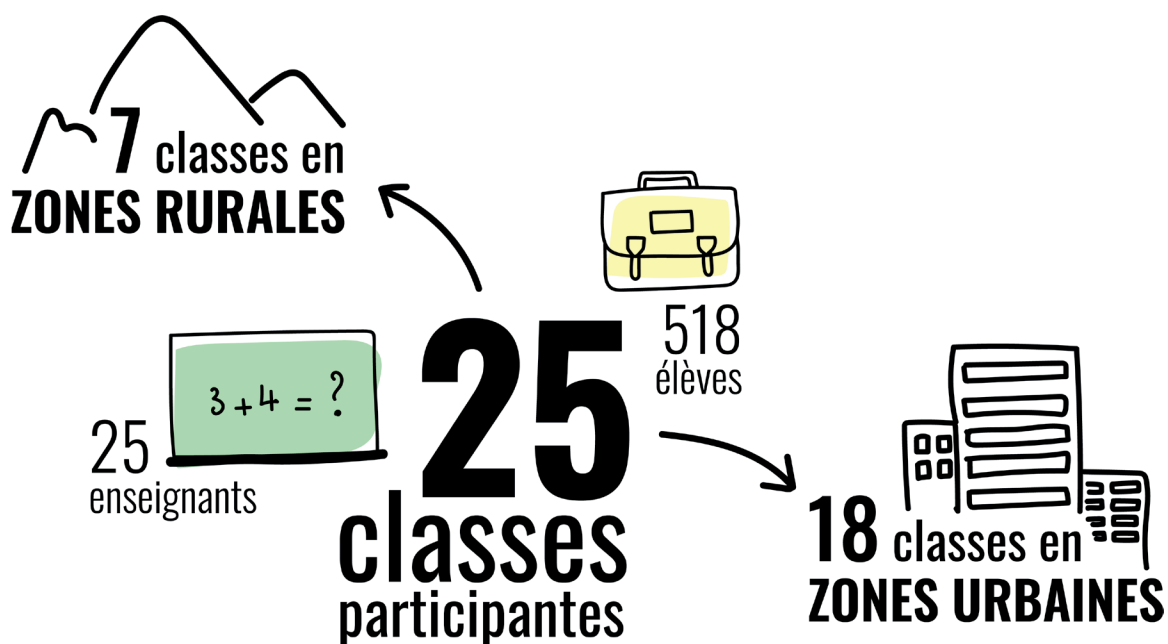 7 classes en
ZONES RURALES
518
élèves
3 + 4 = ?
25
enseignants
25
classes
participantes
18 classes en
ZONES URBAINES